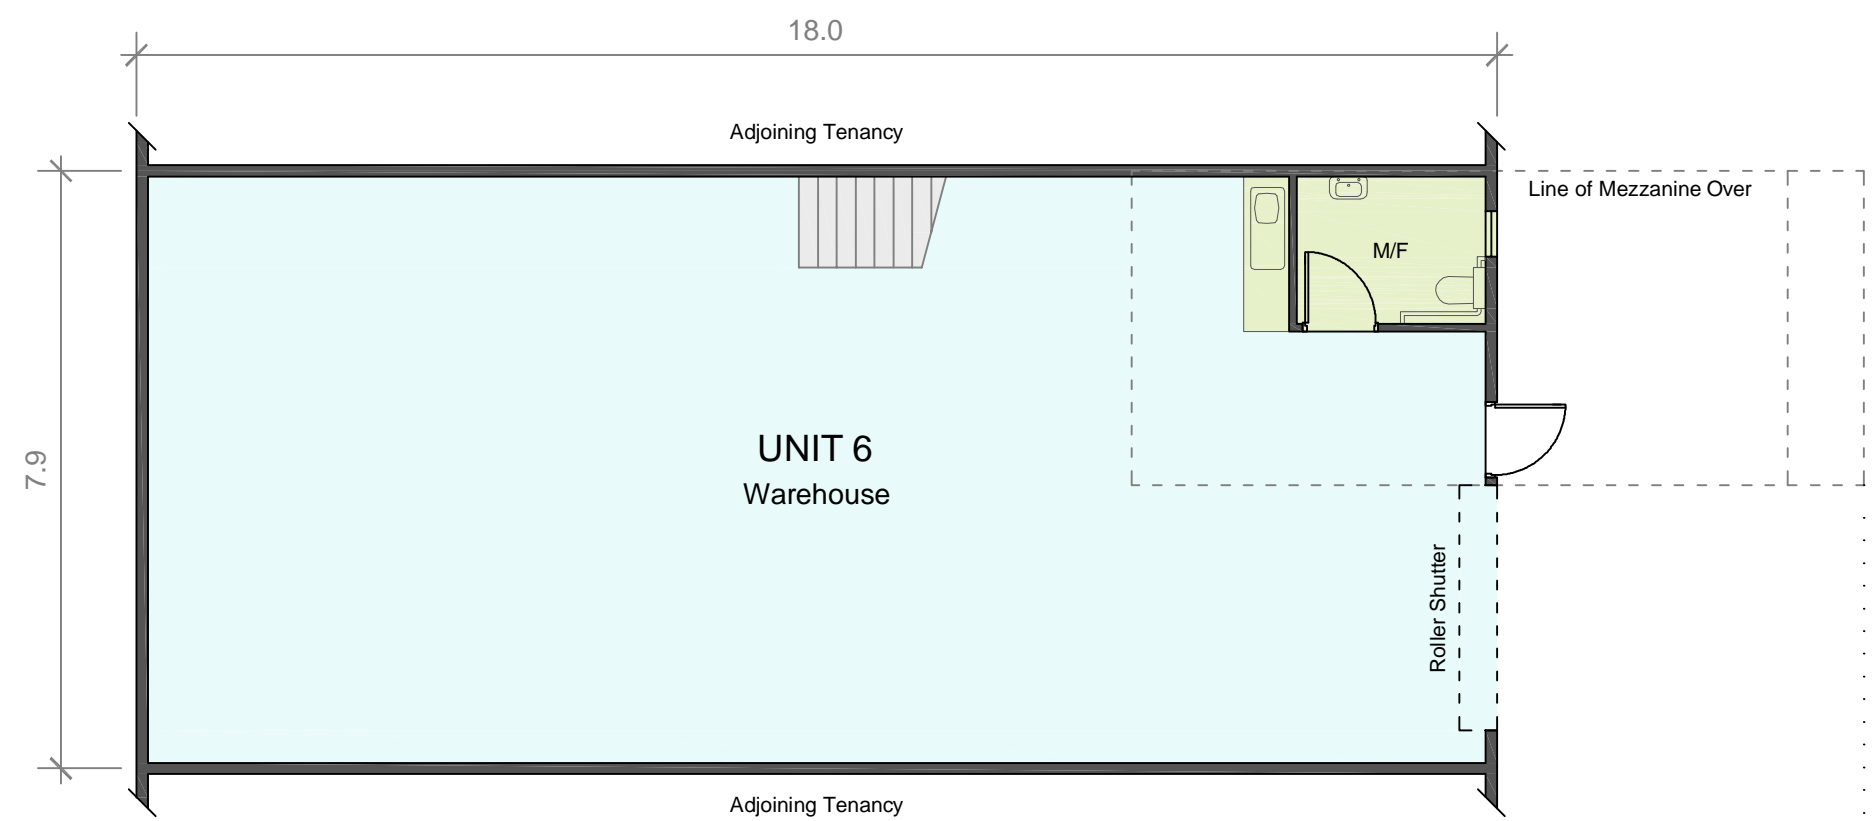 18.0
Adjoining Tenancy
Line of Mezzanine Over
M/F
7.9
UNIT 6
Warehouse
Roller Shutter
Adjoining Tenancy